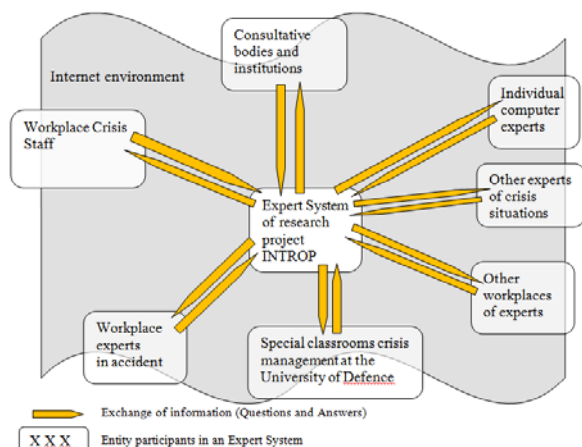 Consultative
bodies and
institutions
Internet environment
Individual
computer
experts
Workplace Crisis
Staff
Other experts
of crisis
situations
Expert System
of research
project
INTROP
Other
workplaces
of experts
Workplace
experts
in accident
Special classrooms crisis
management at the
University of Defence
Exchange of information (Questions and Answers)
X X X
Entity participants in an Expert System